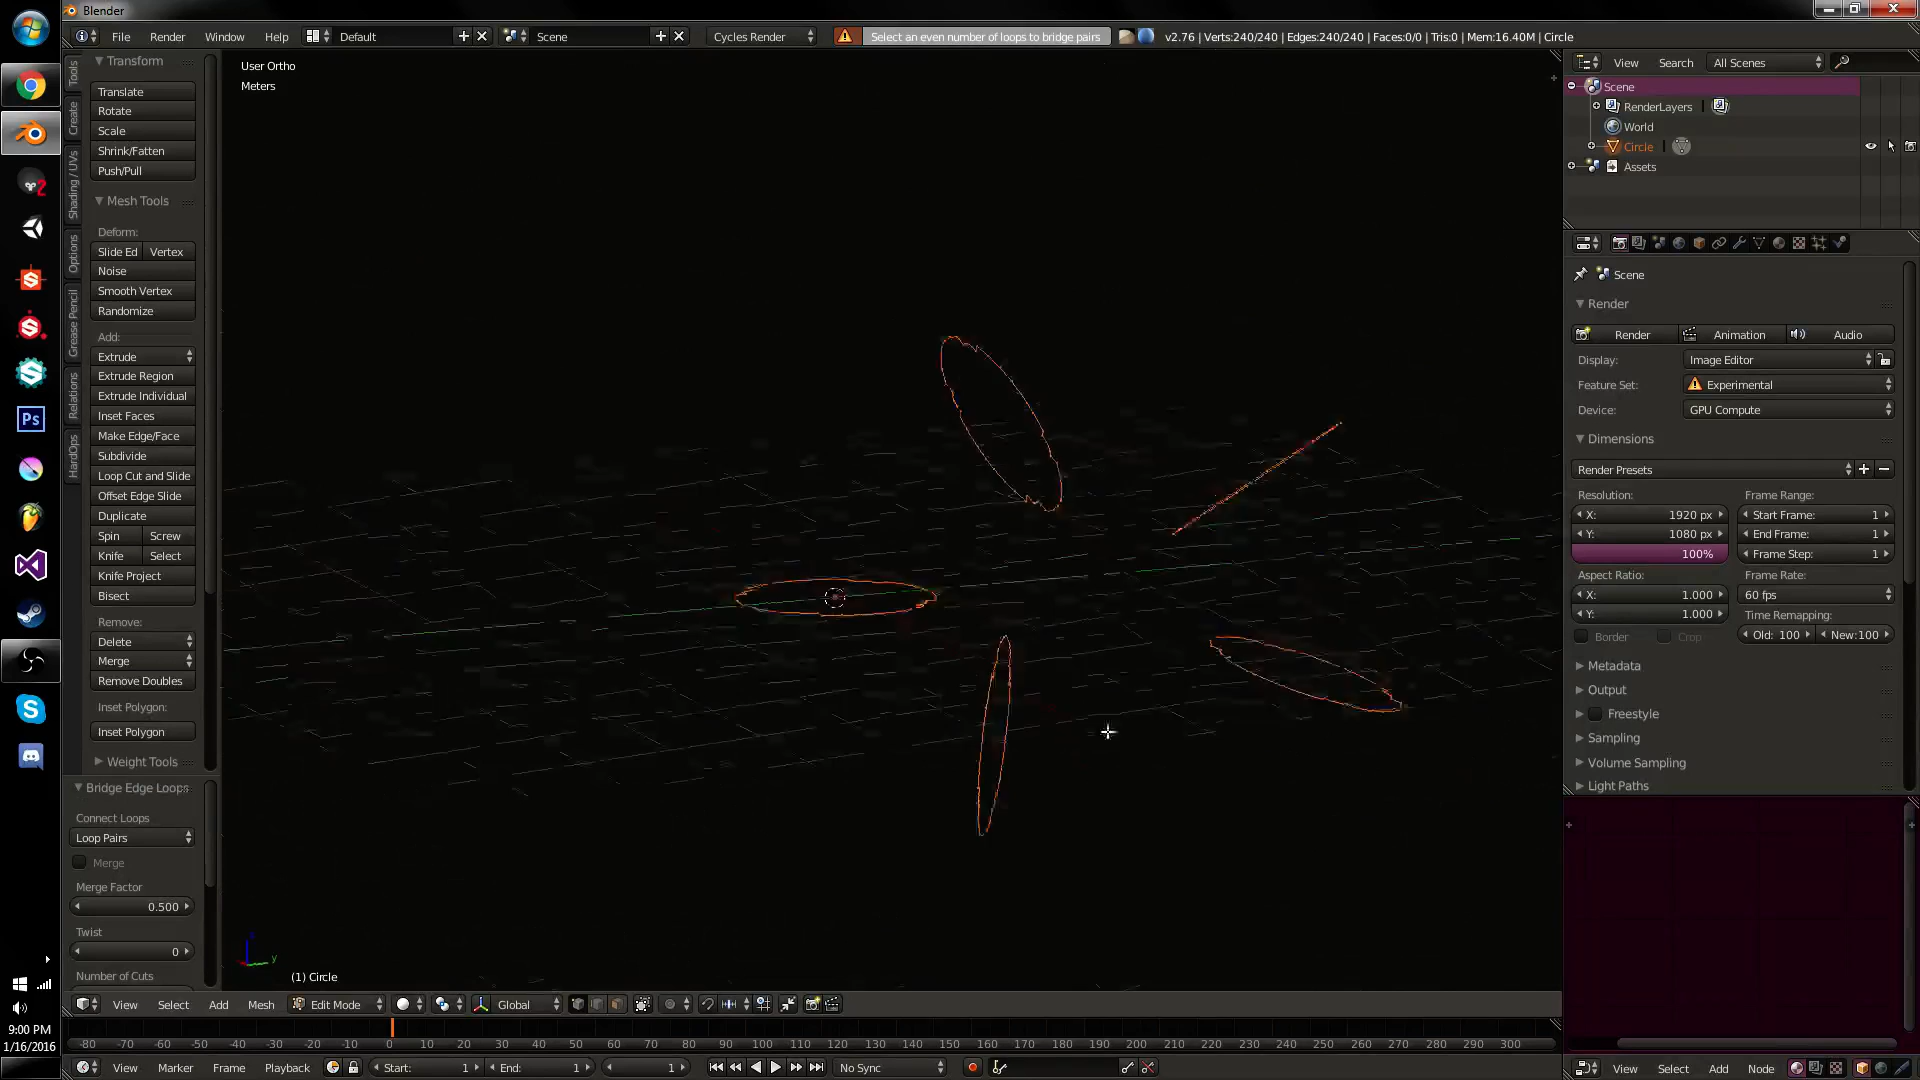 Blender
File Render Window Help Default Scene Cycles Render Select an even number of loops to bridge pairs v2.76 | Verts:240/240 | Edges:240/240 | Faces:0/0 | Tris:0 | Mem:16.40M | Circle
Tools
Create
Shading / UVs
Options
Grease Pencil
Relations
HardOps
Transform
Translate
Rotate
Scale
Shrink/Fatten
Push/Pull
Mesh Tools
Deform:
Slide Ed Vertex
Noise
Smooth Vertex
Randomize
Add:
Extrude
Extrude Region
Extrude Individual
Inset Faces
Make Edge/Face
Subdivide
Loop Cut and Slide
Offset Edge Slide
Duplicate
Spin Screw
Knife Select
Knife Project
Bisect
Remove:
Delete
Merge
Remove Doubles
Inset Polygon:
Inset Polygon
Weight Tools
Bridge Edge Loops
Connect Loops
Loop Pairs
Merge
Merge Factor
0.500
Twist
0
Number of Cuts
User Ortho
Meters
y
(1) Circle
View Select Add Mesh Edit Mode Global
-80 -70 -60 -50 -40 -30 -20 -10 0 10 20 30 40 50 60 70 80 90 100 110 120 130 140 150 160 170 180 190 200 210 220 230 240 250 260 270 280 290 300
View Marker Frame Playback Start: 1 End: 1 1 No Sync
View Search All Scenes
Scene
RenderLayers
World
Circle
Assets
Scene
Render
Render Animation Audio
Display: Image Editor
Feature Set: Experimental
Device: GPU Compute
Dimensions
Render Presets
Resolution: Frame Range:
X: 1920 px Start Frame: 1
Y: 1080 px End Frame: 1
100% Frame Step: 1
Aspect Ratio: Frame Rate:
X: 1.000 60 fps
Y: 1.000 Time Remapping:
Border Crop Old: 100 New:100
Metadata
Output
Freestyle
Sampling
Volume Sampling
Light Paths
View Select Add Node
2
Ps
9:00 PM
1/16/2016